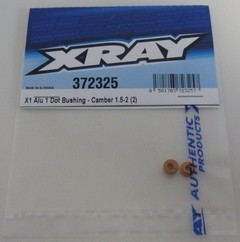 XRAY
372325
X1 Alu 1 Dot Bushing - Camber 1.5-2 (2)
AUTHENTIC
PRODUCTS